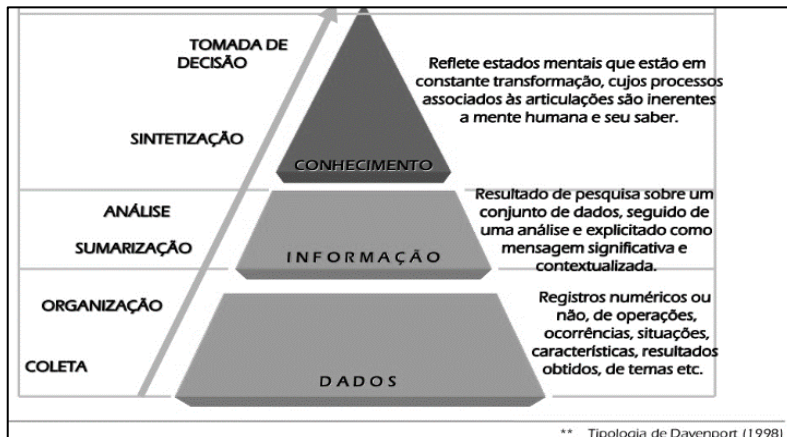 TOMADA DE
DECISÃO
Reflete estados mentais que estão em
constante transformação, cujos processos
associados às articulações são inerentes
a mente humana e seu saber.
SINTETIZAÇÃO
CONHECIMENTO
ANÁLISE
SUMARIZAÇÃO
INFORMAÇÃO
Resultado de pesquisa sobre um
conjunto de dados, seguido de
uma análise e explicitado como
mensagem significativa e
contextualizada.
ORGANIZAÇÃO
COLETA
DADOS
Registros numéricos ou
não, de operações,
ocorrências, situações,
características, resultados
obtidos, de temas etc.
** Tipologia de Davenport (1998)